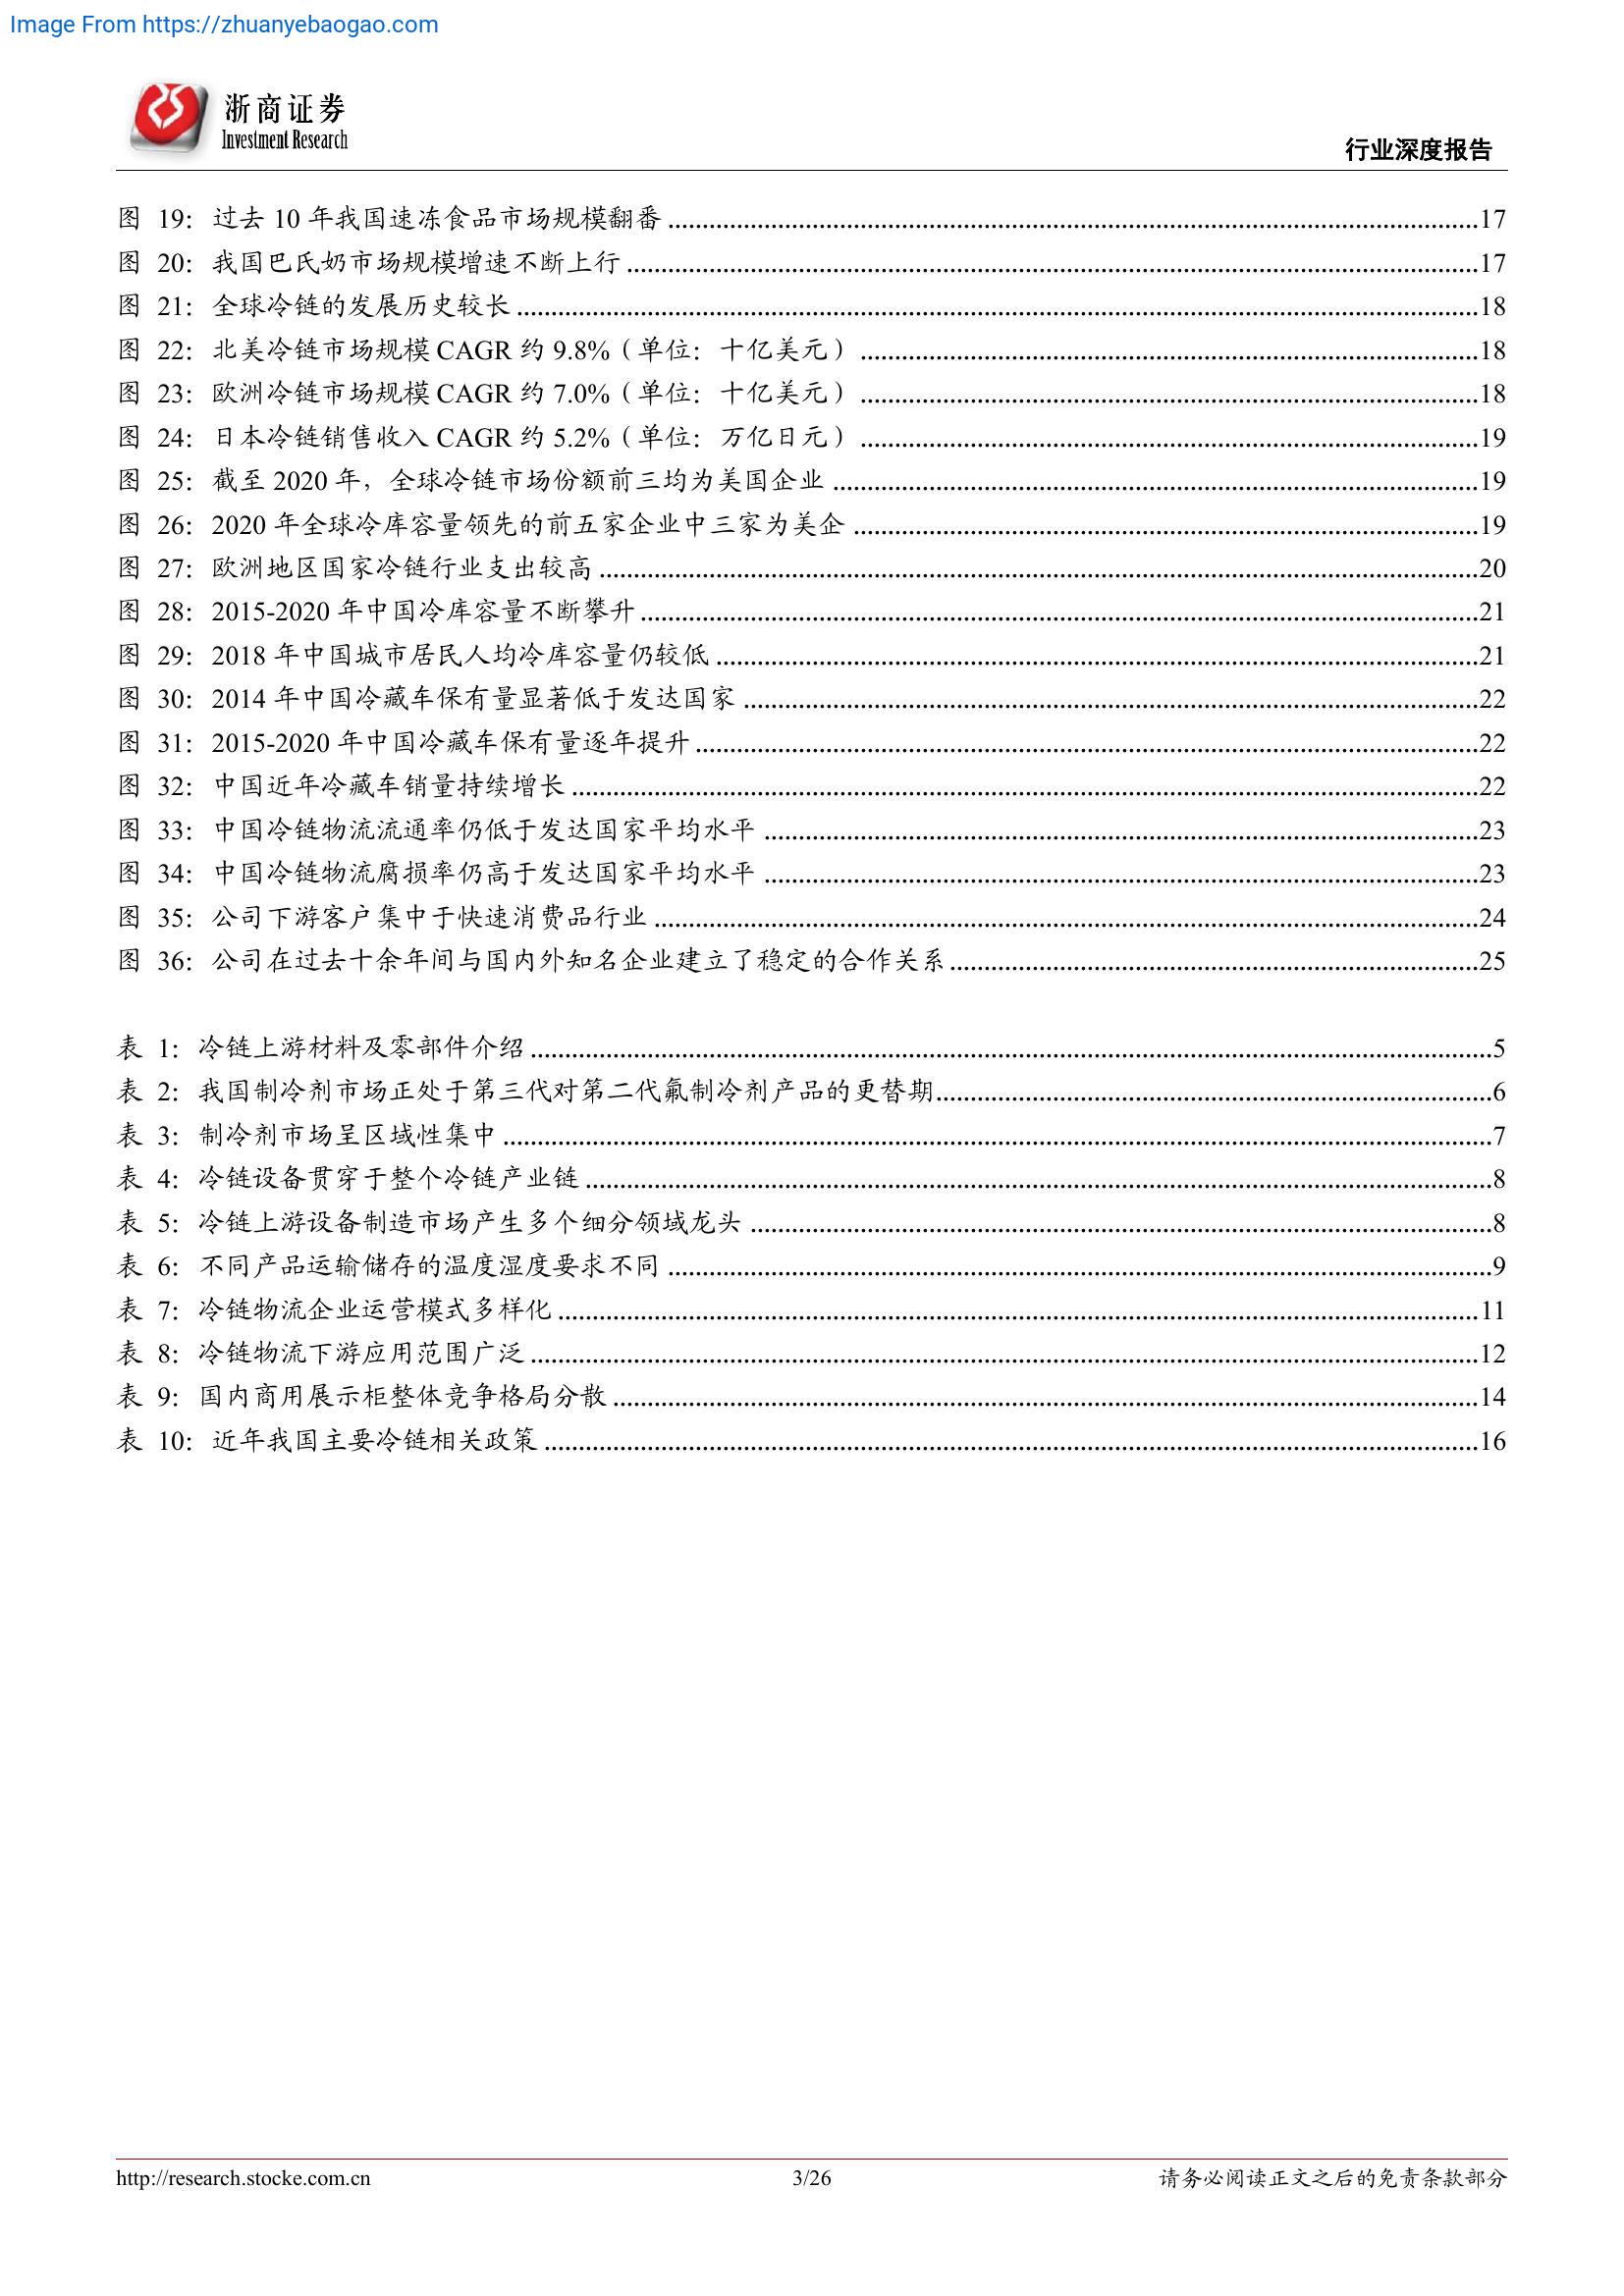 Image From https://zhuanyebaogao.com
浙商证券
Investment Research
行业深度报告
图 19：过去 10 年我国速冻食品市场规模翻番 ........ 17
图 20：我国巴氏奶市场规模增速不断上行 ........ 17
图 21：全球冷链的发展历史较长 ........ 18
图 22：北美冷链市场规模 CAGR 约 9.8%（单位：十亿美元） ........ 18
图 23：欧洲冷链市场规模 CAGR 约 7.0%（单位：十亿美元） ........ 18
图 24：日本冷链销售收入 CAGR 约 5.2%（单位：万亿日元） ........ 19
图 25：截至 2020 年，全球冷链市场份额前三均为美国企业 ........ 19
图 26：2020 年全球冷库容量领先的前五家企业中三家为美企 ........ 19
图 27：欧洲地区国家冷链行业支出较高 ........ 20
图 28：2015-2020 年中国冷库容量不断攀升 ........ 21
图 29：2018 年中国城市居民人均冷库容量仍较低 ........ 21
图 30：2014 年中国冷藏车保有量显著低于发达国家 ........ 22
图 31：2015-2020 年中国冷藏车保有量逐年提升 ........ 22
图 32：中国近年冷藏车销量持续增长 ........ 22
图 33：中国冷链物流流通率仍低于发达国家平均水平 ........ 23
图 34：中国冷链物流腐损率仍高于发达国家平均水平 ........ 23
图 35：公司下游客户集中于快速消费品行业 ........ 24
图 36：公司在过去十余年间与国内外知名企业建立了稳定的合作关系 ........ 25
表 1：冷链上游材料及零部件介绍 ........ 5
表 2：我国制冷剂市场正处于第三代对第二代氟制冷剂产品的更替期 ........ 6
表 3：制冷剂市场呈区域性集中 ........ 7
表 4：冷链设备贯穿于整个冷链产业链 ........ 8
表 5：冷链上游设备制造市场产生多个细分领域龙头 ........ 8
表 6：不同产品运输储存的温度湿度要求不同 ........ 9
表 7：冷链物流企业运营模式多样化 ........ 11
表 8：冷链物流下游应用范围广泛 ........ 12
表 9：国内商用展示柜整体竞争格局分散 ........ 14
表 10：近年我国主要冷链相关政策 ........ 16
http://research.stocke.com.cn
3/26
请务必阅读正文之后的免责条款部分